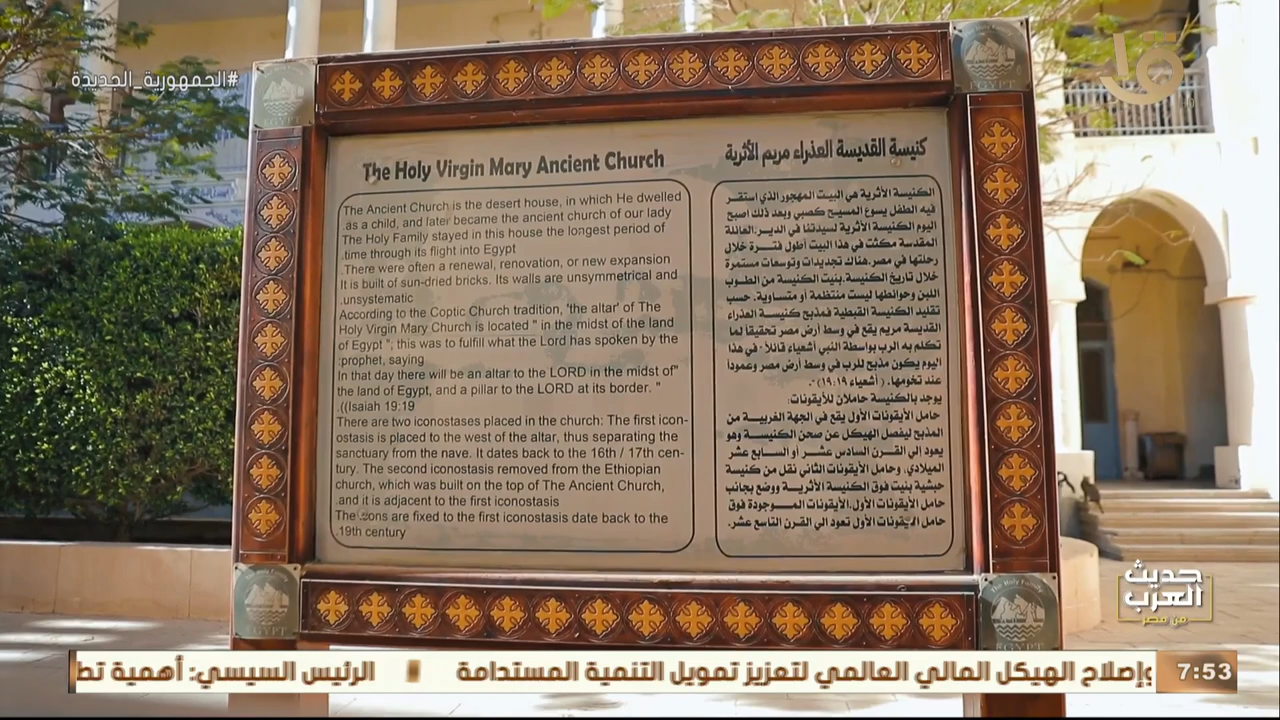 #الجمهورية_الجديدة
The Holy Virgin Mary Ancient Church
The Ancient Church is the desert house, in which He dwelled
.as a child, and later became the ancient church of our lady
The Holy Family stayed in this house the longest period of
.time through its flight into Egypt
.There were often a renewal, renovation, or new expansion
It is built of sun-dried bricks. Its walls are unsymmetrical and
.unsystematic
According to the Coptic Church tradition, 'the altar' of The
Holy Virgin Mary Church is located " in the midst of the land
of Egypt "; this was to fulfill what the Lord has spoken by the
:prophet, saying
In that day there will be an altar to the LORD in the midst of"
the land of Egypt, and a pillar to the LORD at its border. "
.((Isaiah 19:19
There are two iconostases placed in the church: The first icon-
ostasis is placed to the west of the altar, thus separating the
sanctuary from the nave. It dates back to the 16th / 17th cen-
tury. The second iconostasis removed from the Ethiopian
church, which was built on the top of The Ancient Church,
.and it is adjacent to the first iconostasis
The icons are fixed to the first iconostasis date back to the
.19th century
كنيسة القديسة العذراء مريم الأثرية
الكنيسة الأثرية هي البيت المهجور الذي استقر
فيه الطفل يسوع المسيح كصبي وبعد ذلك اصبح
اليوم الكنيسة الأثرية لسيدتنا في الدير.العائلة
المقدسة مكثت في هذا البيت أطول فترة خلال
رحلتها في مصر.هناك تجديدات وتوسعات مستمرة
خلال تاريخ الكنيسة.بنيت الكنيسة من الطوب
اللبن وحوائطها ليست منتظمة أو متساوية. حسب
تقليد الكنيسة القبطية فمذبح كنيسة العذراء
القديسة مريم يقع في وسط أرض مصر تحقيقاً لما
تكلم به الرب بواسطة النبي أشعياء قائلاً "في هذا
اليوم يكون مذبح للرب في وسط أرض مصر وعموداً
عند تخومها. ( أشعياء ١٩:١٩) ".
يوجد بالكنيسة حاملان للأيقونات:
حامل الأيقونات الأول يقع في الجهة الغربية من
المذبح ليفصل الهيكل عن صحن الكنيسة وهو
يعود الي القرن السادس عشر أو السابع عشر
الميلادي. وحامل الأيقونات الثاني نقل من كنيسة
حبشية بنيت فوق الكنيسة الأثرية ووضع بجانب
حامل الأيقونات الأول.الأيقونات الموجودة فوق
حامل الأيقونات الأول تعود الي القرن التاسع عشر.
The Holy Family
EGYPT
EGYPT
EGYPT
EGYPT
حديث
العرب
من مصر
وإصلاح الهيكل المالي العالمي لتعزيز تمويل التنمية المستدامة
الرئيس السيسي: أهمية تط
7:53